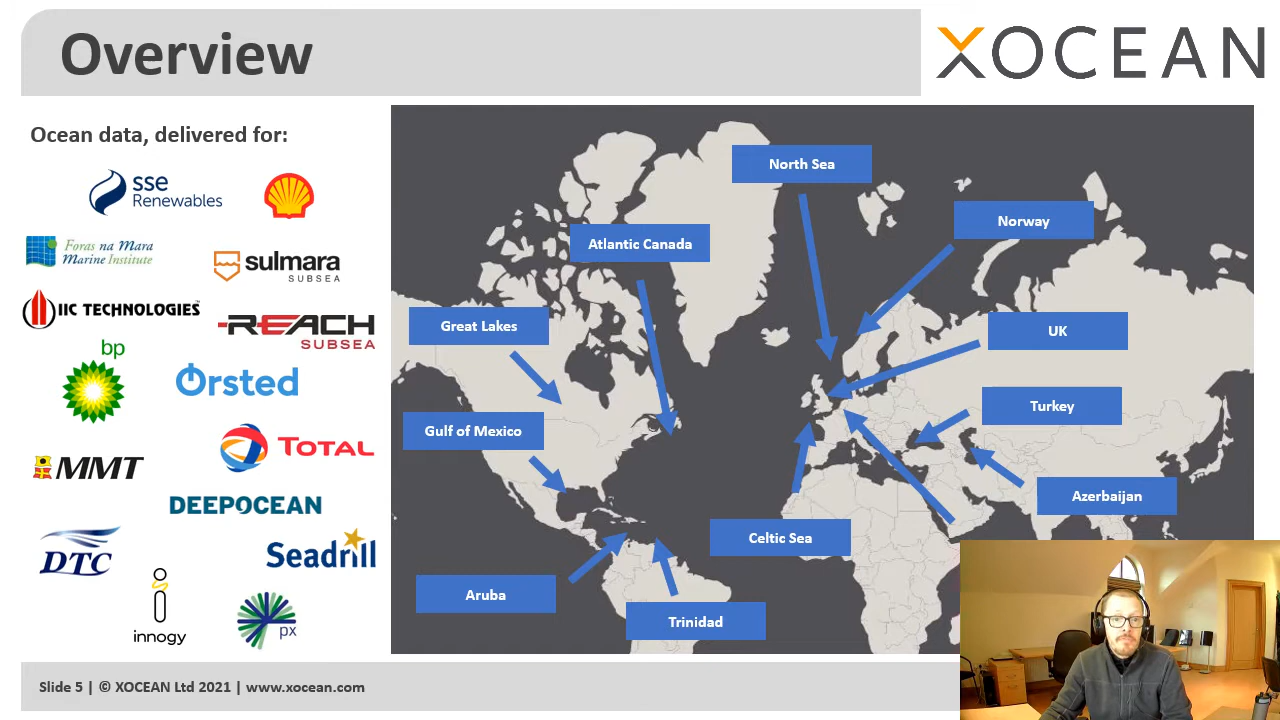 Overview
XOCEAN
Ocean data, delivered for:
sse
Renewables
Foras na Mara
Marine Institute
sulmara
SUBSEA
IIC TECHNOLOGIES
REACH
SUBSEA
bp
Ørsted
TOTAL
MMT
DEEPOCEAN
DTC
Seadrill
innogy
px
North Sea
Norway
Atlantic Canada
Great Lakes
UK
Turkey
Gulf of Mexico
Azerbaijan
Celtic Sea
Aruba
Trinidad
Slide 5 | © XOCEAN Ltd 2021 | www.xocean.com